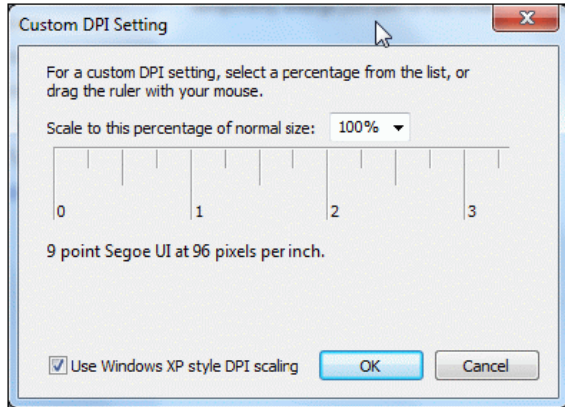 Custom DPI Setting
For a custom DPI setting, select a percentage from the list, or
drag the ruler with your mouse.
Scale to this percentage of normal size: 100%
0 1 2 3
9 point Segoe UI at 96 pixels per inch.
Use Windows XP style DPI scaling OK Cancel